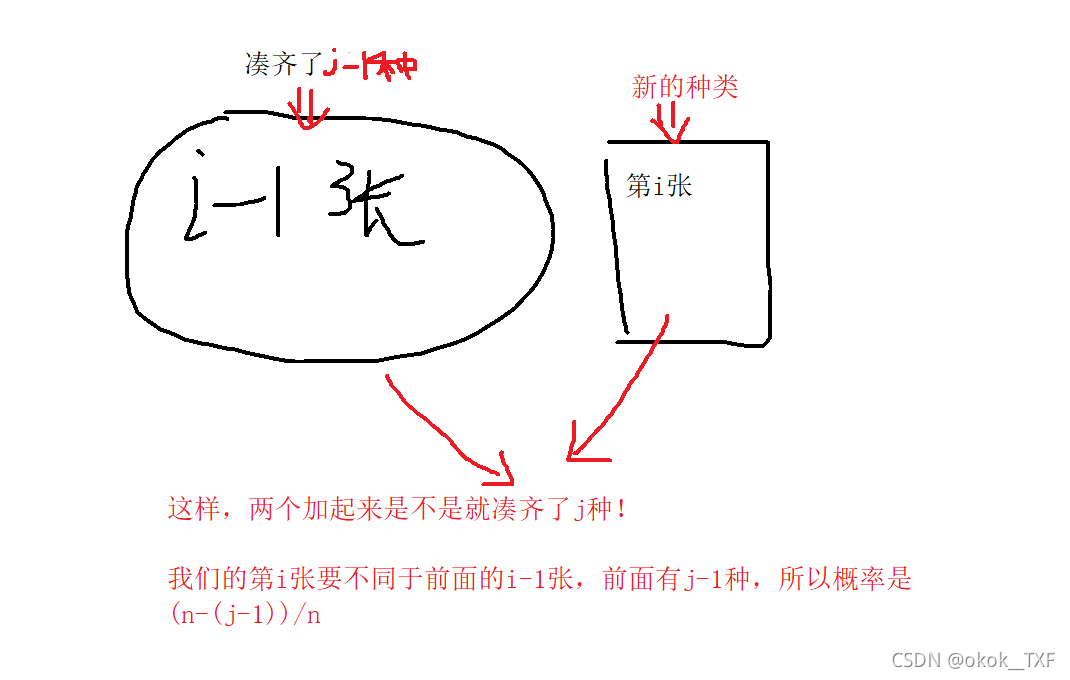 凑齐了j-1种
新的种类
i-1 张
第i张
这样，两个加起来是不是就凑齐了j种！
我们的第i张要不同于前面的i-1张，前面有j-1种，所以概率是
(n-(j-1))/n
CSDN @okok__TXF